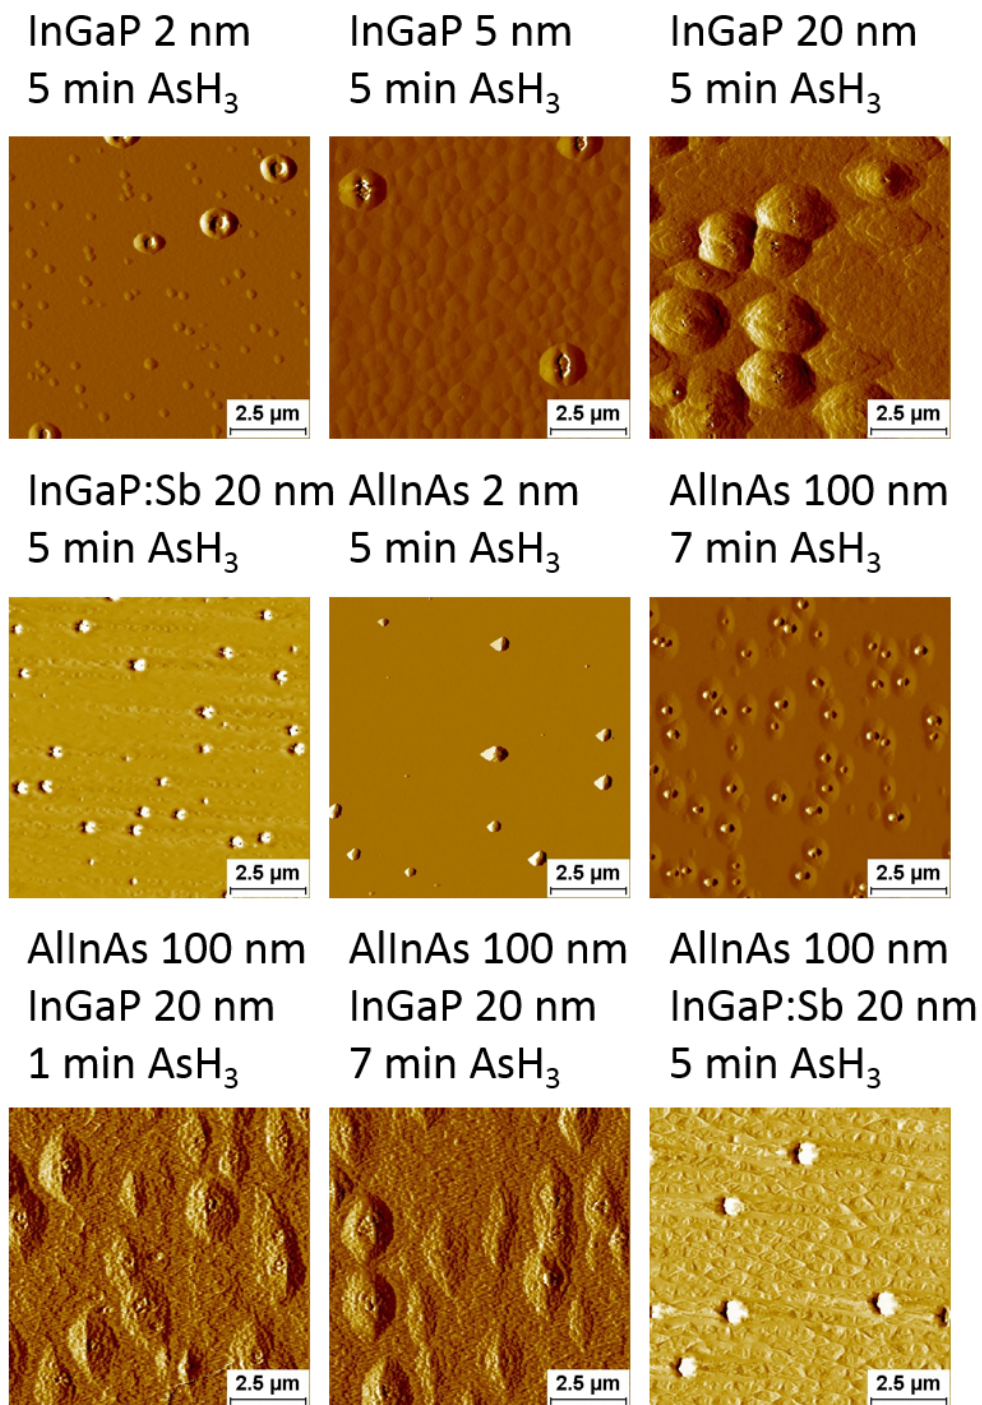 InGaP 2 nm
5 min AsH₃
InGaP 5 nm
5 min AsH₃
InGaP 20 nm
5 min AsH₃
2.5 µm
2.5 µm
2.5 µm
InGaP:Sb 20 nm
5 min AsH₃
AlInAs 2 nm
5 min AsH₃
AlInAs 100 nm
7 min AsH₃
2.5 µm
2.5 µm
2.5 µm
AlInAs 100 nm
InGaP 20 nm
1 min AsH₃
AlInAs 100 nm
InGaP 20 nm
7 min AsH₃
AlInAs 100 nm
InGaP:Sb 20 nm
5 min AsH₃
2.5 µm
2.5 µm
2.5 µm